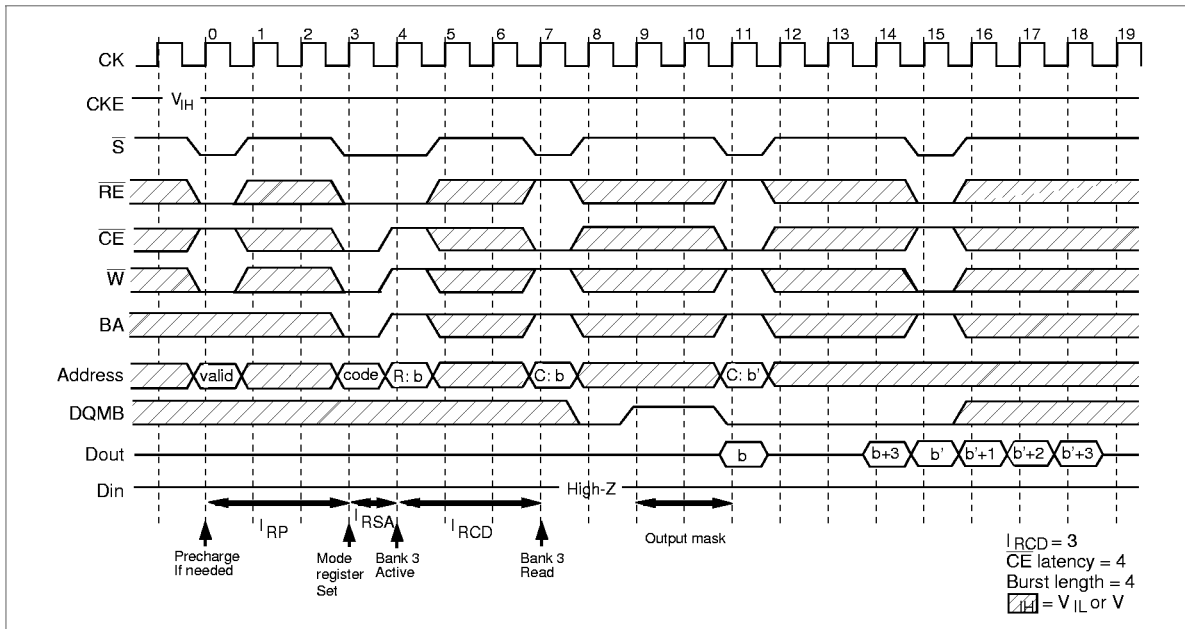 0 1 2 3 4 5 6 7 8 9 10 11 12 13 14 15 16 17 18 19
CK
CKE VIH
S
RE
CE
W
BA
Address valid code R: b C: b C: b'
DQMB
Dout b b+3 b' b'+1 b'+2 b'+3
Din High-Z
lRP lRSA lRCD Output mask
Precharge
If needed
Mode
register
Set
Bank 3
Active
Bank 3
Read
lRCD = 3
CE latency = 4
Burst length = 4
IH = VIL or V